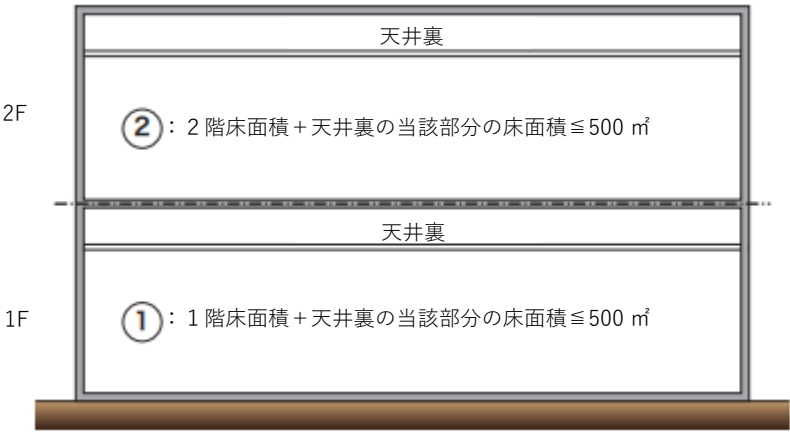 天井裏
2F
②：２階床面積＋天井裏の当該部分の床面積≦500 ㎡
天井裏
1F
①：１階床面積＋天井裏の当該部分の床面積≦500 ㎡